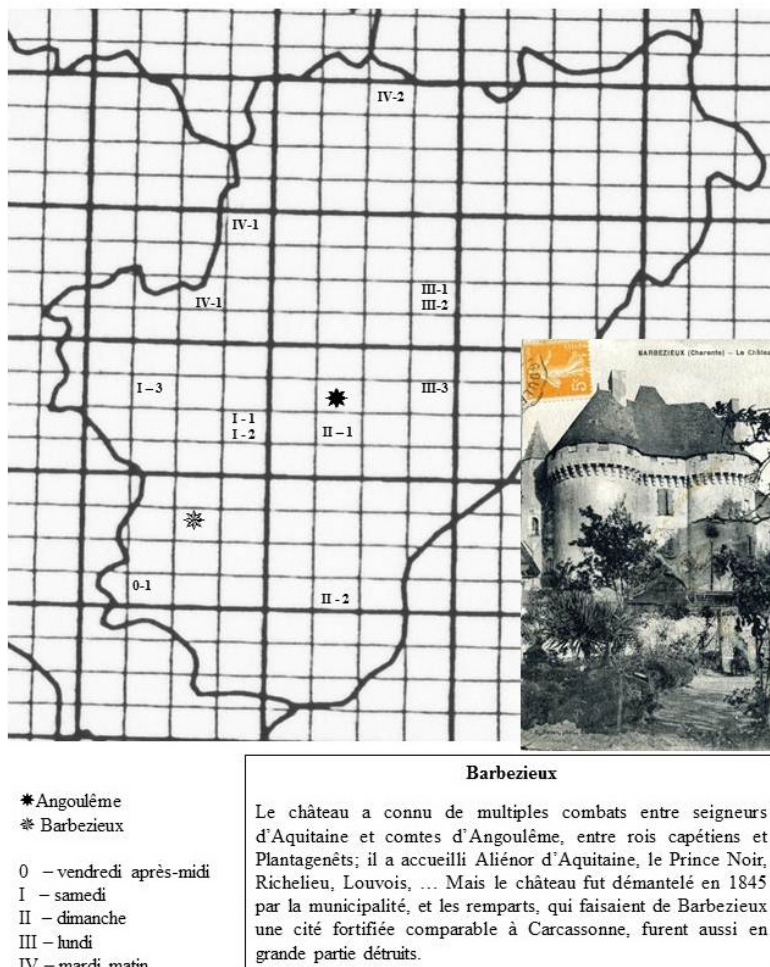 IV-2
IV-1
IV-1
III-1
III-2
I – 3
III-3
I - 1
I - 2
II – 1
0-1
II - 2
BARBEZIEUX (Charente) – Le Châte
✷ Angoulême
✵ Barbezieux
0 – vendredi après-midi
I – samedi
II – dimanche
III – lundi
IV – mardi matin
Barbezieux
Le château a connu de multiples combats entre seigneurs
d’Aquitaine et comtes d’Angoulême, entre rois capétiens et
Plantagenêts; il a accueilli Aliénor d’Aquitaine, le Prince Noir,
Richelieu, Louvois, … Mais le château fut démantelé en 1845
par la municipalité, et les remparts, qui faisaient de Barbezieux
une cité fortifiée comparable à Carcassonne, furent aussi en
grande partie détruits.